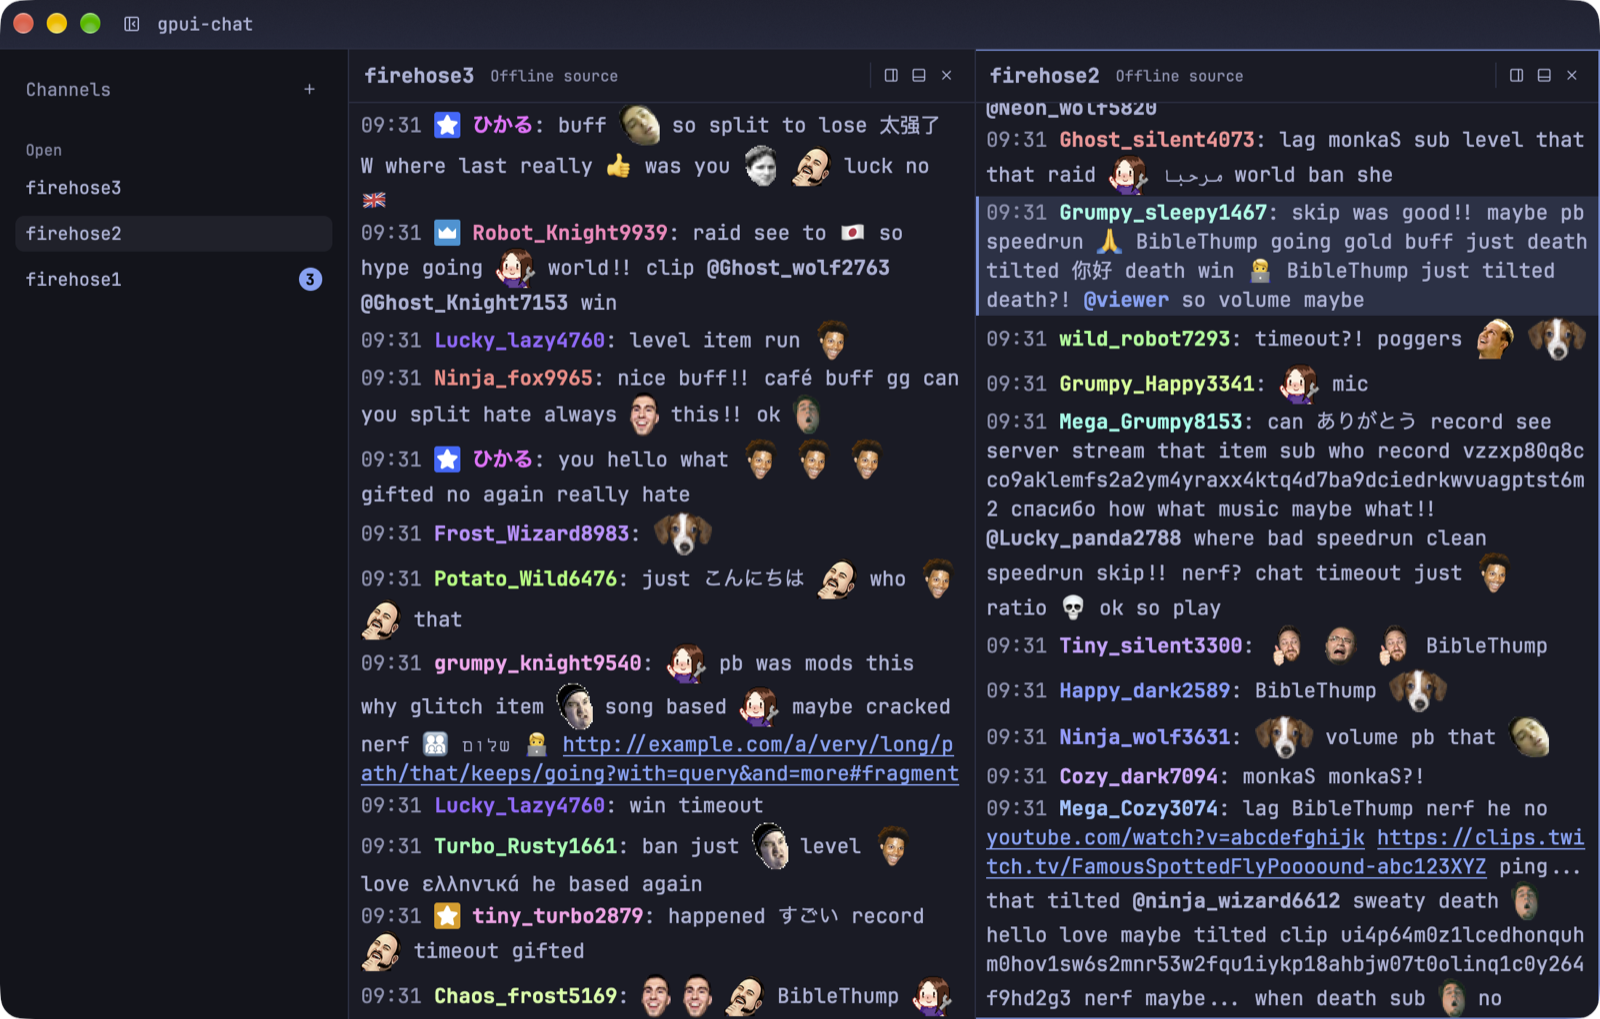 gpui-chat
Channels +
Open
firehose3
firehose2
firehose1 3
firehose3 Offline source
09:31 ひかる: buff so split to lose 太强了
W where last really 👍 was you luck no
🇬🇧
09:31 Robot_Knight9939: raid see to 🇯🇵 so
hype going world!! clip @Ghost_wolf2763
@Ghost_Knight7153 win
09:31 Lucky_lazy4760: level item run
09:31 Ninja_fox9965: nice buff!! café buff gg can
you split hate always this!! ok
09:31 ひかる: you hello what
gifted no again really hate
09:31 Frost_Wizard8983:
09:31 Potato_Wild6476: just こんにちは who
that
09:31 grumpy_knight9540: pb was mods this
why glitch item song based maybe cracked
nerf שלום 👨‍💻 http://example.com/a/very/long/p
ath/that/keeps/going?with=query&and=more#fragment
09:31 Lucky_lazy4760: win timeout
09:31 Turbo_Rusty1661: ban just level
love ελληνικά he based again
09:31 tiny_turbo2879: happened すごい record
timeout gifted
09:31 Chaos_frost5169: BibleThump
firehose2 Offline source
@Neon_wolf5820
09:31 Ghost_silent4073: lag monkaS sub level that
that raid مرحبا world ban she
09:31 Grumpy_sleepy1467: skip was good!! maybe pb
speedrun 🙏 BibleThump going gold buff just death
tilted 你好 death win 👨‍💻 BibleThump just tilted
death?! @viewer so volume maybe
09:31 wild_robot7293: timeout?! poggers
09:31 Grumpy_Happy3341: mic
09:31 Mega_Grumpy8153: can ありがとう record see
server stream that item sub who record vzzxp80q8c
co9aklemfs2a2ym4yraxx4ktq4d7ba9dciedrkwvuagptst6m
2 спасибо how what music maybe what!!
@Lucky_panda2788 where bad speedrun clean
speedrun skip!! nerf? chat timeout just
ratio 💀 ok so play
09:31 Tiny_silent3300: BibleThump
09:31 Happy_dark2589: BibleThump
09:31 Ninja_wolf3631: volume pb that
09:31 Cozy_dark7094: monkaS monkaS?!
09:31 Mega_Cozy3074: lag BibleThump nerf he no
youtube.com/watch?v=abcdefghijk https://clips.twi
tch.tv/FamousSpottedFlyPoooound-abc123XYZ ping...
that tilted @ninja_wizard6612 sweaty death
hello love maybe tilted clip ui4p64m0z1lcedhonquh
m0hov1sw6s2mnr53w2fqu1iykp18ahbjw07t0olinq1c0y264
f9hd2g3 nerf maybe... when death sub no